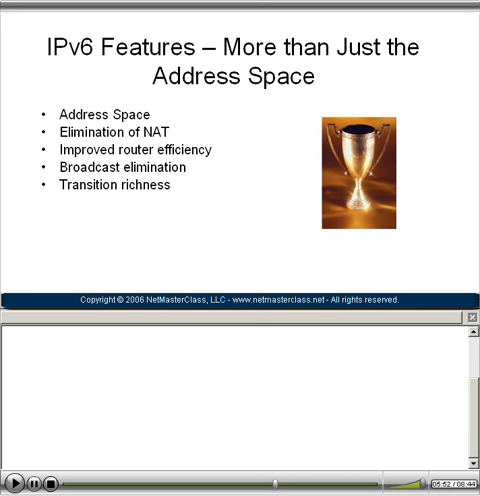 IPv6 Features – More than Just the
Address Space
• Address Space
• Elimination of NAT
• Improved router efficiency
• Broadcast elimination
• Transition richness
Copyright © 2006 NetMasterClass, LLC - www.netmasterclass.net - All rights reserved.
05:52 / 08:44